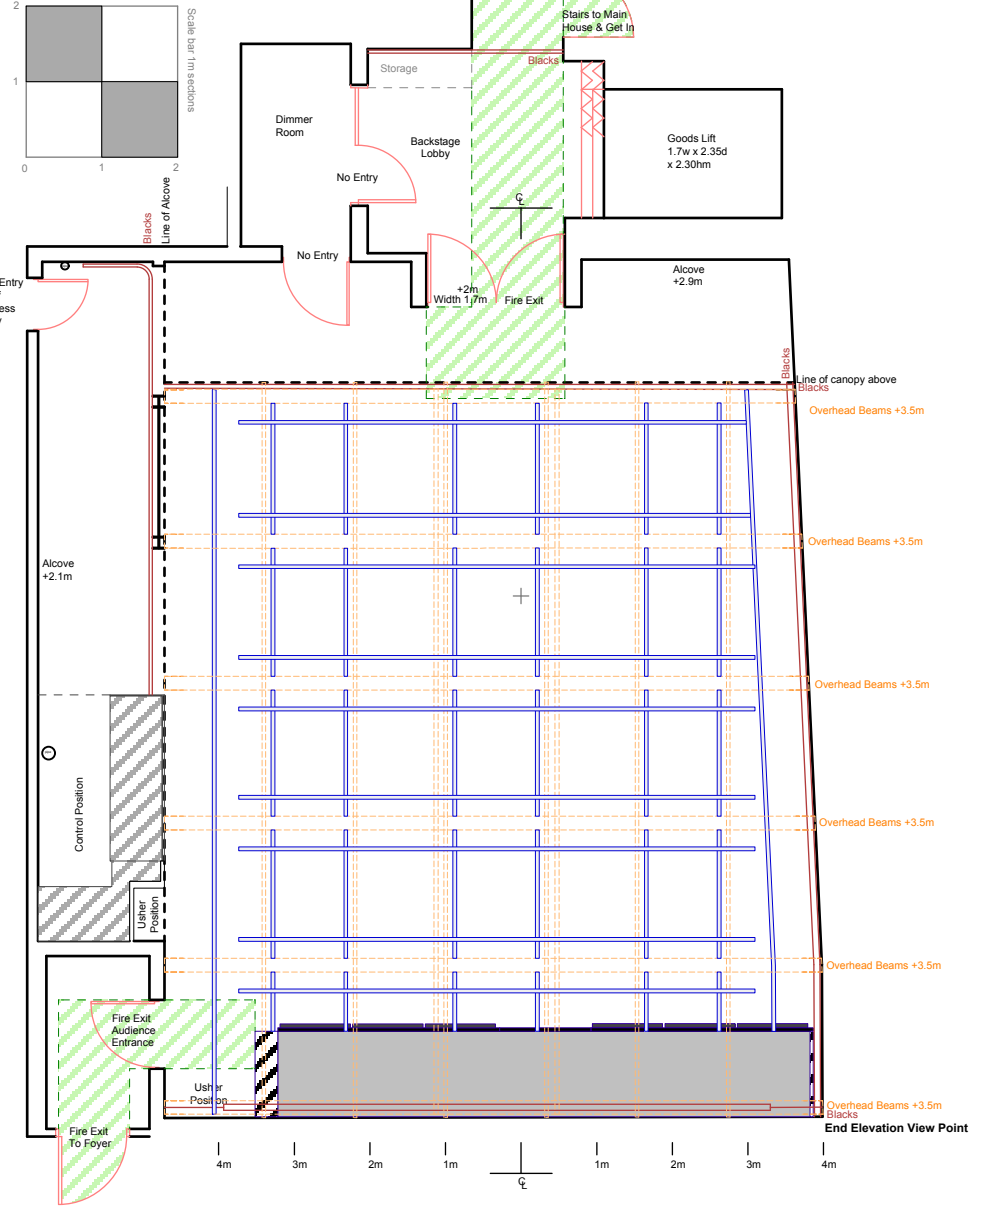 2
1
0
1
2
Scale bar 1m sections
Stairs to Main
House & Get In
Blacks
Storage
Dimmer
Room
Backstage
Lobby
Goods Lift
1.7w x 2.35d
x 2.30hm
No Entry
℄
Blacks
Line of Alcove
No Entry
Alcove
+2.9m
Entry
ess
+2m
Width 1.7m
Fire Exit
Blacks
Line of canopy above
Blacks
Overhead Beams +3.5m
Overhead Beams +3.5m
Alcove
+2.1m
Overhead Beams +3.5m
Control Position
Overhead Beams +3.5m
Usher
Position
Overhead Beams +3.5m
Fire Exit
Audience
Entrance
Usher
Position
Overhead Beams +3.5m
Blacks
End Elevation View Point
Fire Exit
To Foyer
4m
3m
2m
1m
℄
1m
2m
3m
4m